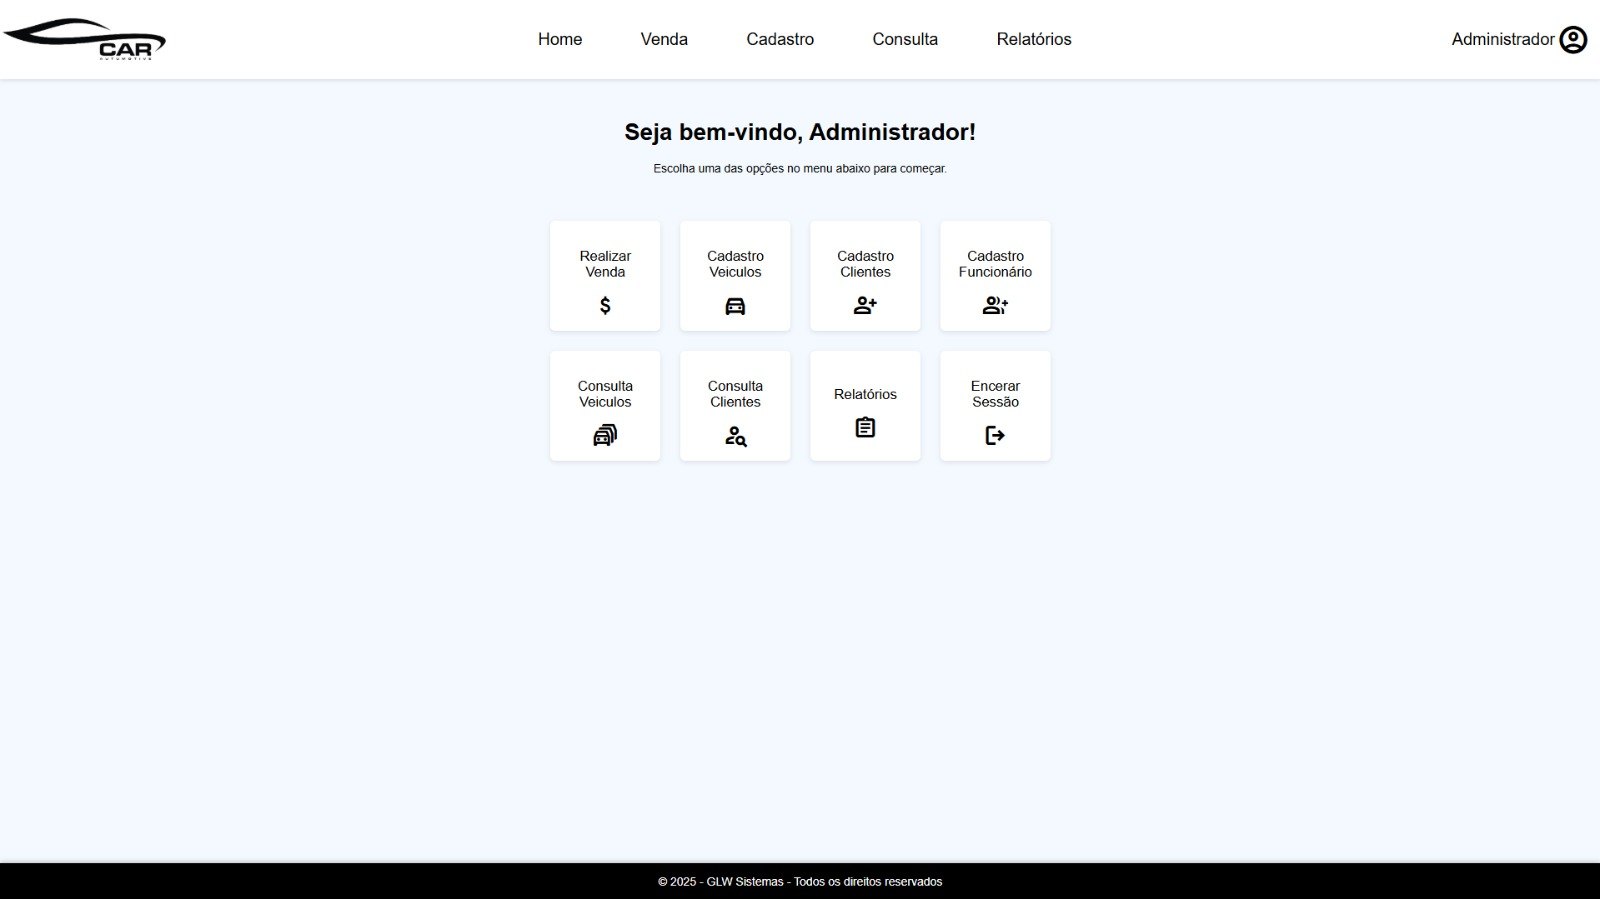 CAR
AUTOMOTIVE
Home Venda Cadastro Consulta Relatórios
Administrador
Seja bem-vindo, Administrador!
Escolha uma das opções no menu abaixo para começar.
Realizar
Venda
Cadastro
Veiculos
Cadastro
Clientes
Cadastro
Funcionário
Consulta
Veiculos
Consulta
Clientes
Relatórios
Encerar
Sessão
© 2025 - GLW Sistemas - Todos os direitos reservados